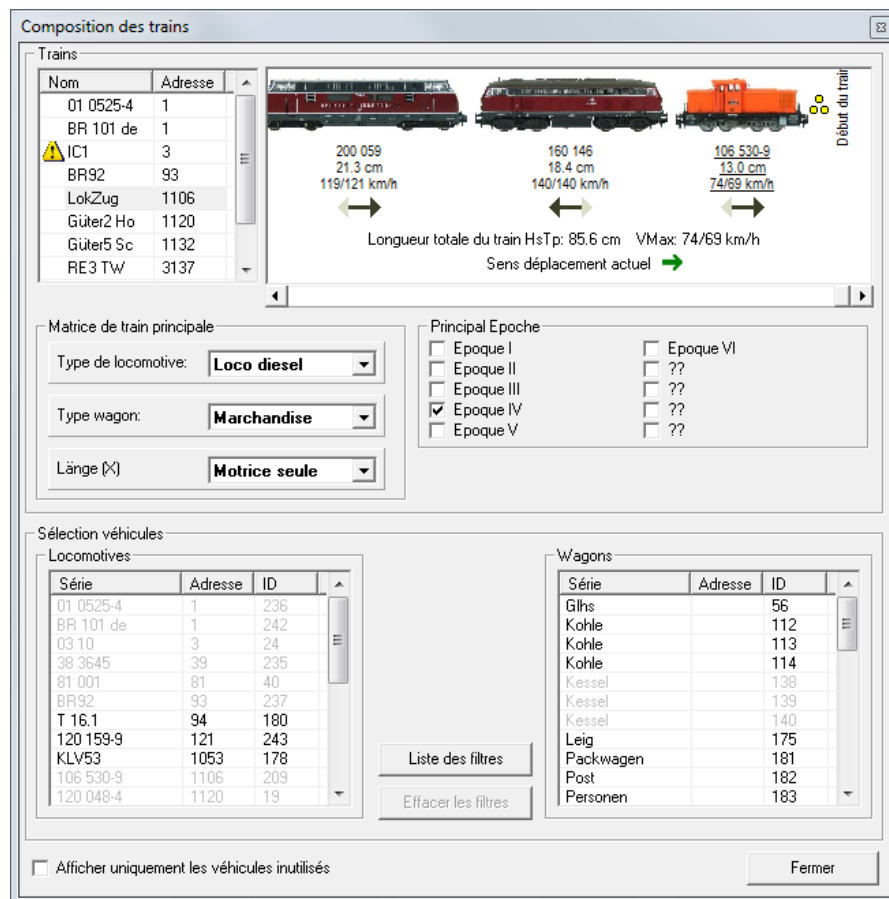 Composition des trains
Trains
Nom Adresse
01 0525-4 1
BR 101 de 1
IC1 3
BR92 93
LokZug 1106
Güter2 Ho 1120
Güter5 Sc 1132
RE3 TW 3137
200 059 160 146 106 530-9
21.3 cm 18.4 cm 13.0 cm
119/121 km/h 140/140 km/h 74/69 km/h
Début du train
Longueur totale du train HsTp: 85.6 cm VMax: 74/69 km/h
Sens déplacement actuel
Matrice de train principale
Type de locomotive: Loco diesel
Type wagon: Marchandise
Länge (X) Motrice seule
Principal Epoche
Epoque I Epoque VI
Epoque II ??
Epoque III ??
Epoque IV ??
Epoque V ??
Sélection véhicules
Locomotives
Série Adresse ID
01 0525-4 1 236
BR 101 de 1 242
03 10 3 24
38 3645 39 235
81 001 81 40
BR92 93 237
T 16.1 94 180
120 159-9 121 243
KLV53 1053 178
106 530-9 1106 209
120 048-4 1120 19
Liste des filtres
Effacer les filtres
Wagons
Série Adresse ID
Glhs 56
Kohle 112
Kohle 113
Kohle 114
Kessel 138
Kessel 139
Kessel 140
Leig 175
Packwagen 181
Post 182
Personen 183
Afficher uniquement les véhicules inutilisés
Fermer